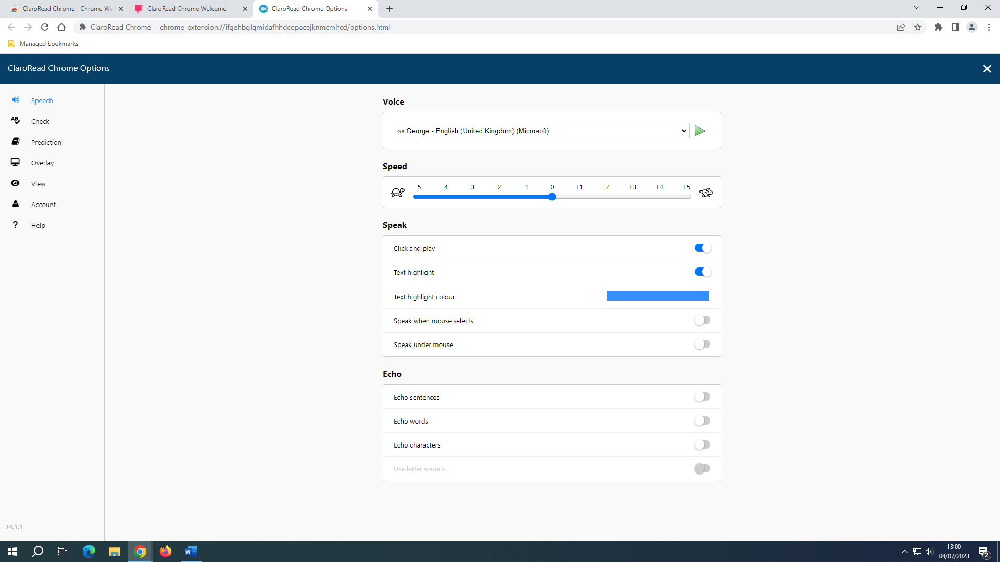 ClaroRead Chrome - Chrome We
ClaroRead Chrome Welcome
ClaroRead Chrome Options
ClaroRead Chrome
chrome-extension://ifgehbglgmidafhhdcopacejknmcmhcd/options.html
Managed bookmarks
ClaroRead Chrome Options
Speech
Check
Prediction
Overlay
View
Account
Help
34.1.1
Voice
GB George - English (United Kingdom) (Microsoft)
Speed
-5 -4 -3 -2 -1 0 +1 +2 +3 +4 +5
Speak
Click and play
Text highlight
Text highlight colour
Speak when mouse selects
Speak under mouse
Echo
Echo sentences
Echo words
Echo characters
Use letter sounds
13:00
04/07/2023
2